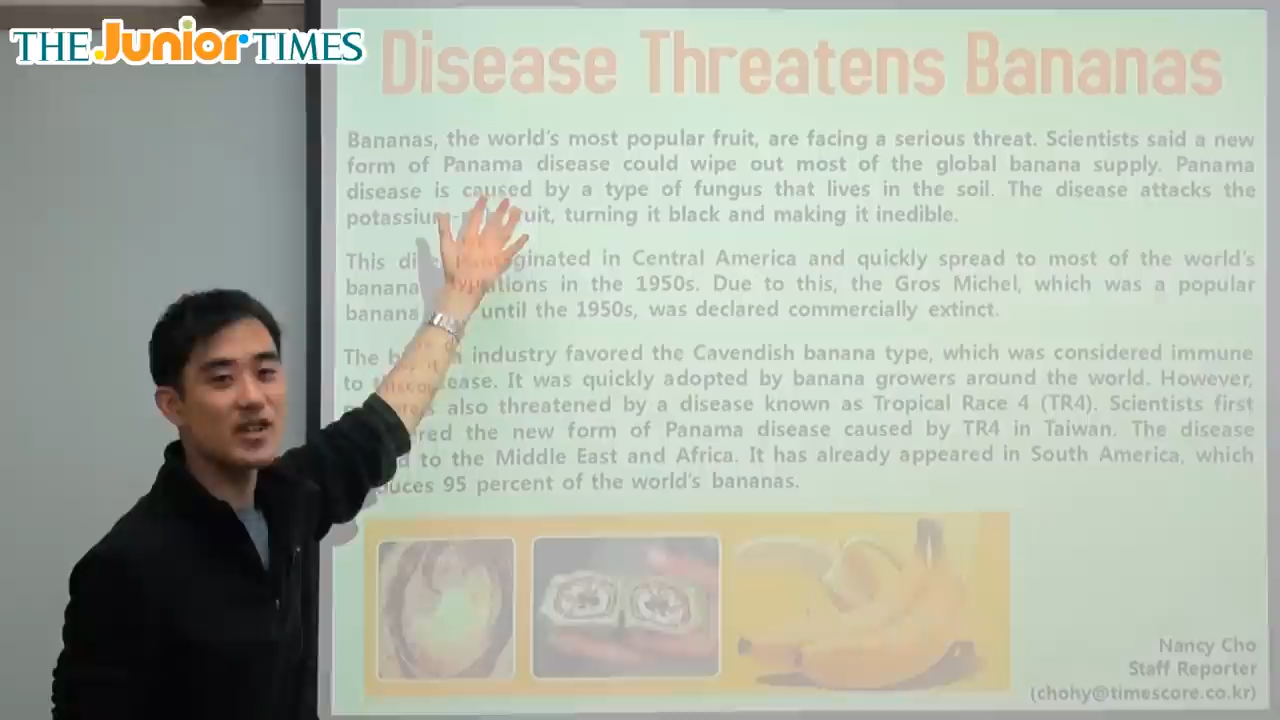 THE Junior TIMES
Disease Threatens Bananas
Bananas, the world's most popular fruit, are facing a serious threat. Scientists said a new
form of Panama disease could wipe out most of the global banana supply. Panama
disease is caused by a type of fungus that lives in the soil. The disease attacks the
fruit, turning it black and making it inedible.
This originated in Central America and quickly spread to most of the world's
banana in the 1950s. Due to this, the Gros Michel, which was a popular
banana until the 1950s, was declared commercially extinct.
The industry favored the Cavendish banana type, which was considered immune
to It was quickly adopted by banana growers around the world. However,
also threatened by a disease known as Tropical Race 4 (TR4). Scientists first
the new form of Panama disease caused by TR4 in Taiwan. The disease
to the Middle East and Africa. It has already appeared in South America, which
95 percent of the world's bananas.
Nancy Cho
Staff Reporter
(chohy@timescore.co.kr)